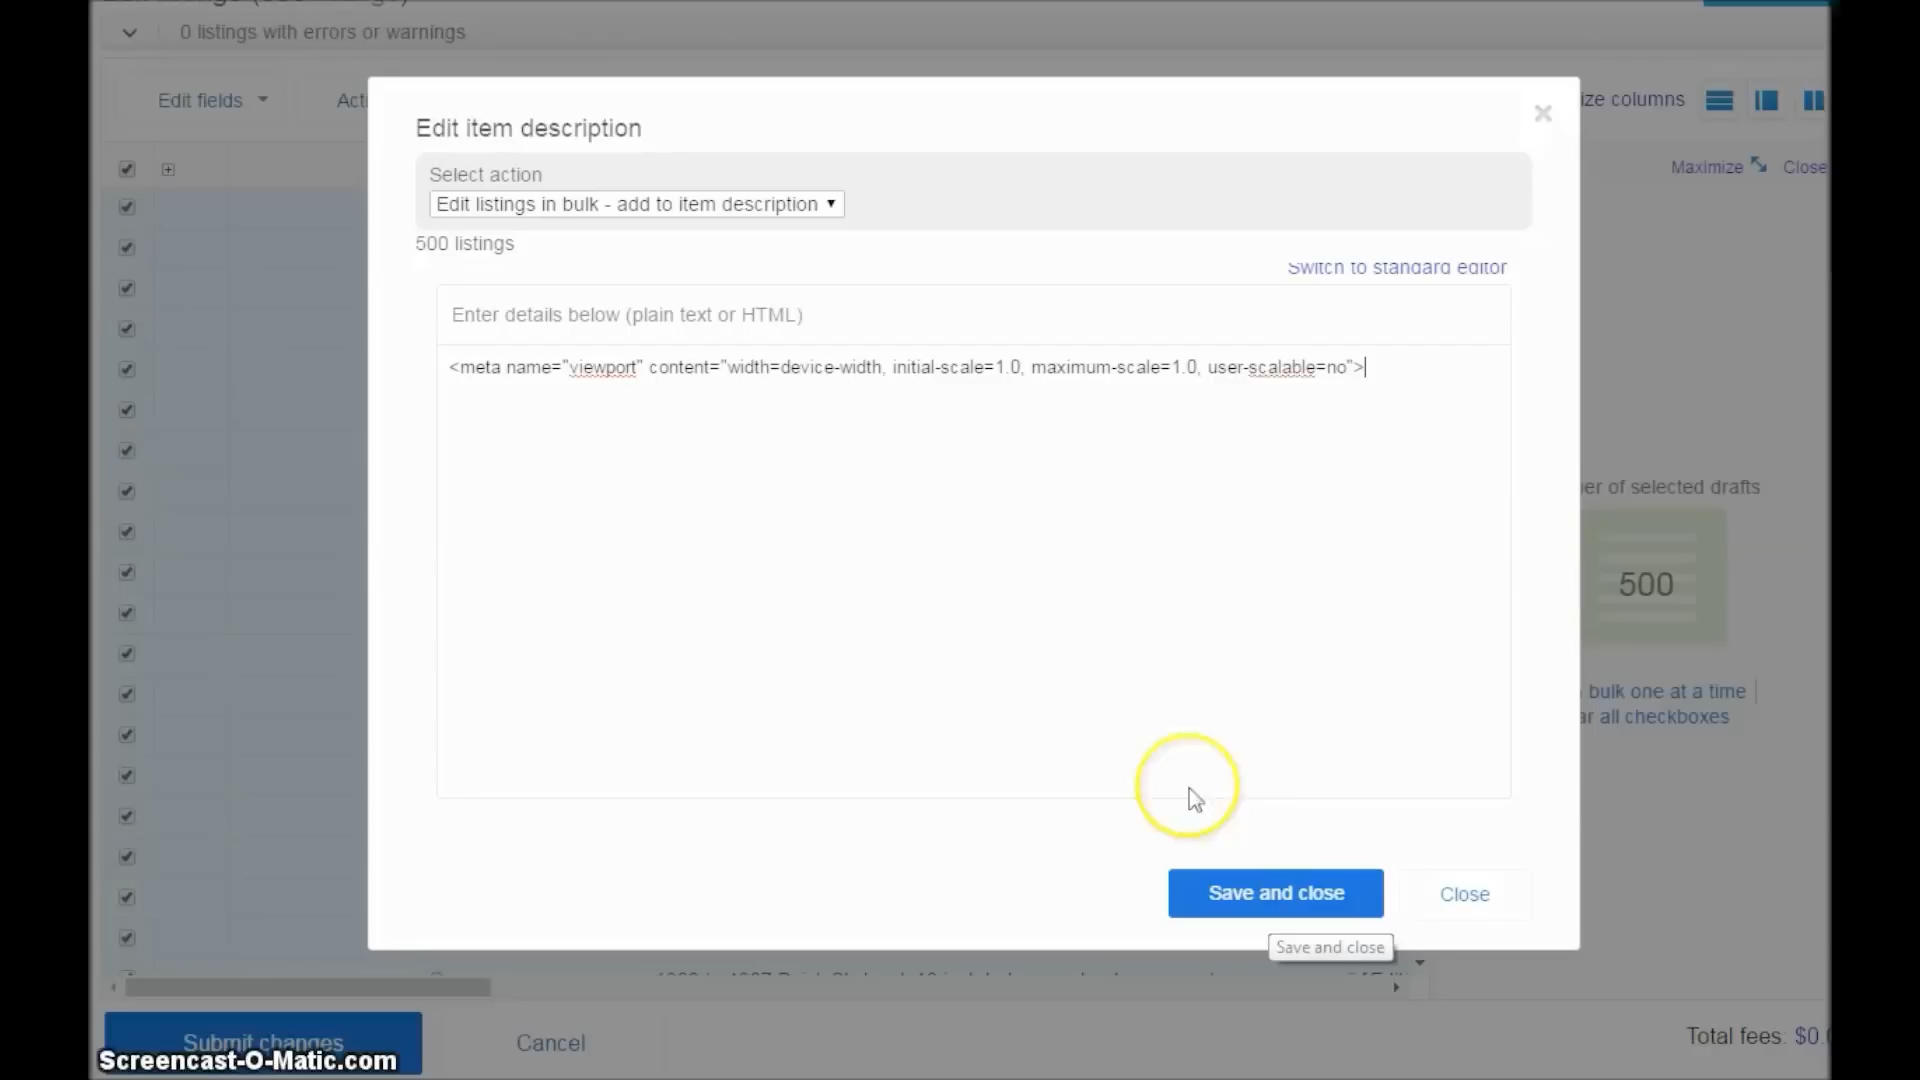 0 listings with errors or warnings
Edit fields
Acti
ize columns
Maximize
Close
Edit item description
Select action
Edit listings in bulk - add to item description
500 listings
Switch to standard editor
Enter details below (plain text or HTML)
<meta name="viewport" content="width=device-width, initial-scale=1.0, maximum-scale=1.0, user-scalable=no">
er of selected drafts
500
bulk one at a time
ar all checkboxes
Save and close
Close
Save and close
Submit changes
Cancel
Total fees: $0.
Screencast-O-Matic.com